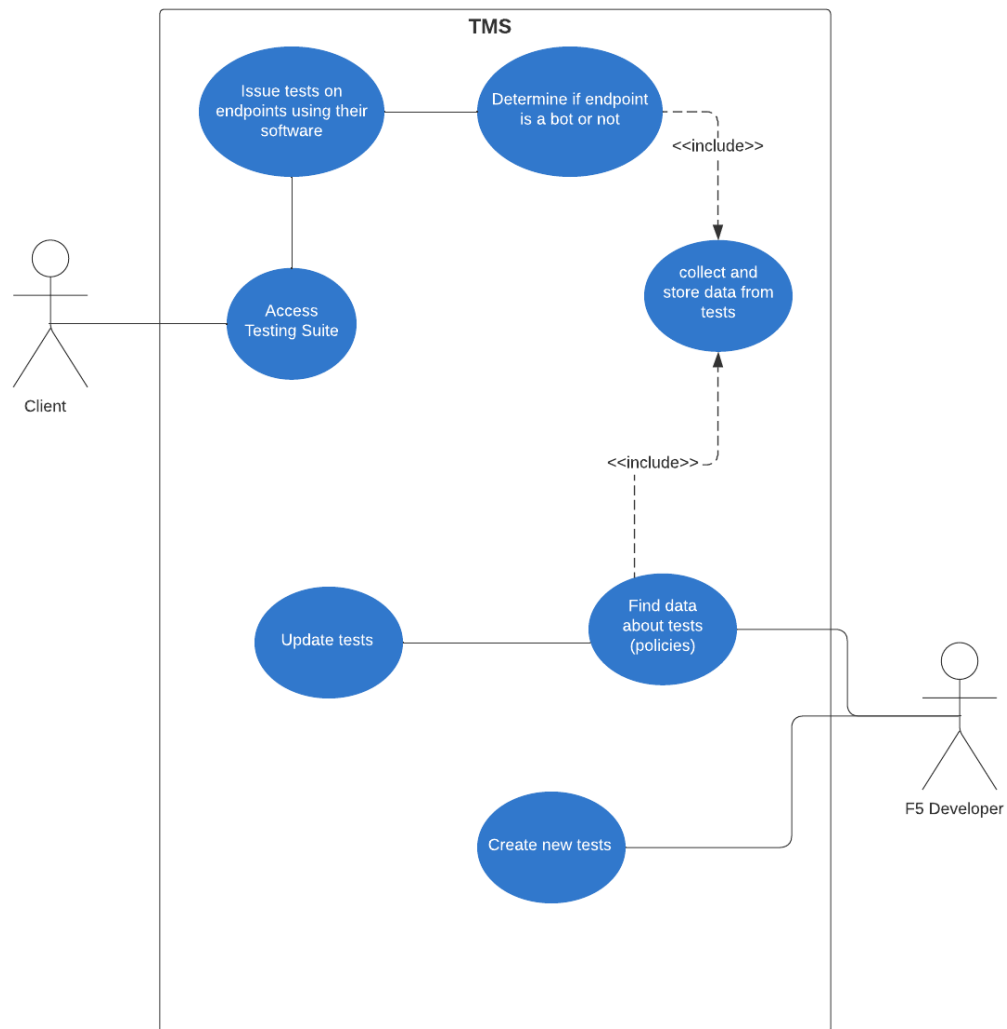 TMS
Issue tests on
endpoints using their
software
Determine if endpoint
is a bot or not
<<include>>
collect and
store data from
tests
Access
Testing Suite
Client
<<include>>
Find data
about tests
(policies)
Update tests
F5 Developer
Create new tests